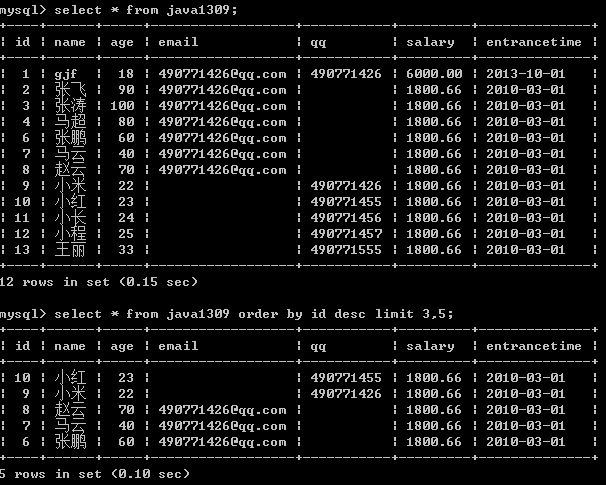 mysql> select * from java1309;
+----+------+-----+------------------+-----------+---------+--------------+
| id | name | age | email | qq | salary | entrancetime |
+----+------+-----+------------------+-----------+---------+--------------+
| 1 | gjf | 18 | 490771426@qq.com | 490771426 | 6000.00 | 2013-10-01 |
| 2 | 张飞 | 90 | 490771426@qq.com | | 1800.66 | 2010-03-01 |
| 3 | 张涛 | 100 | 490771426@qq.com | | 1800.66 | 2010-03-01 |
| 4 | 马超 | 80 | 490771426@qq.com | | 1800.66 | 2010-03-01 |
| 6 | 张鹏 | 60 | 490771426@qq.com | | 1800.66 | 2010-03-01 |
| 7 | 马云 | 40 | 490771426@qq.com | | 1800.66 | 2010-03-01 |
| 8 | 赵云 | 70 | 490771426@qq.com | | 1800.66 | 2010-03-01 |
| 9 | 小米 | 22 | | 490771426 | 1800.66 | 2010-03-01 |
| 10 | 小红 | 23 | | 490771455 | 1800.66 | 2010-03-01 |
| 11 | 小长 | 24 | | 490771456 | 1800.66 | 2010-03-01 |
| 12 | 小程 | 25 | | 490771457 | 1800.66 | 2010-03-01 |
| 13 | 王丽 | 33 | | 490771555 | 1800.66 | 2010-03-01 |
+----+------+-----+------------------+-----------+---------+--------------+
12 rows in set (0.15 sec)
mysql> select * from java1309 order by id desc limit 3,5;
+----+------+-----+------------------+-----------+---------+--------------+
| id | name | age | email | qq | salary | entrancetime |
+----+------+-----+------------------+-----------+---------+--------------+
| 10 | 小红 | 23 | | 490771455 | 1800.66 | 2010-03-01 |
| 9 | 小米 | 22 | | 490771426 | 1800.66 | 2010-03-01 |
| 8 | 赵云 | 70 | 490771426@qq.com | | 1800.66 | 2010-03-01 |
| 7 | 马云 | 40 | 490771426@qq.com | | 1800.66 | 2010-03-01 |
| 6 | 张鹏 | 60 | 490771426@qq.com | | 1800.66 | 2010-03-01 |
+----+------+-----+------------------+-----------+---------+--------------+
5 rows in set (0.10 sec)